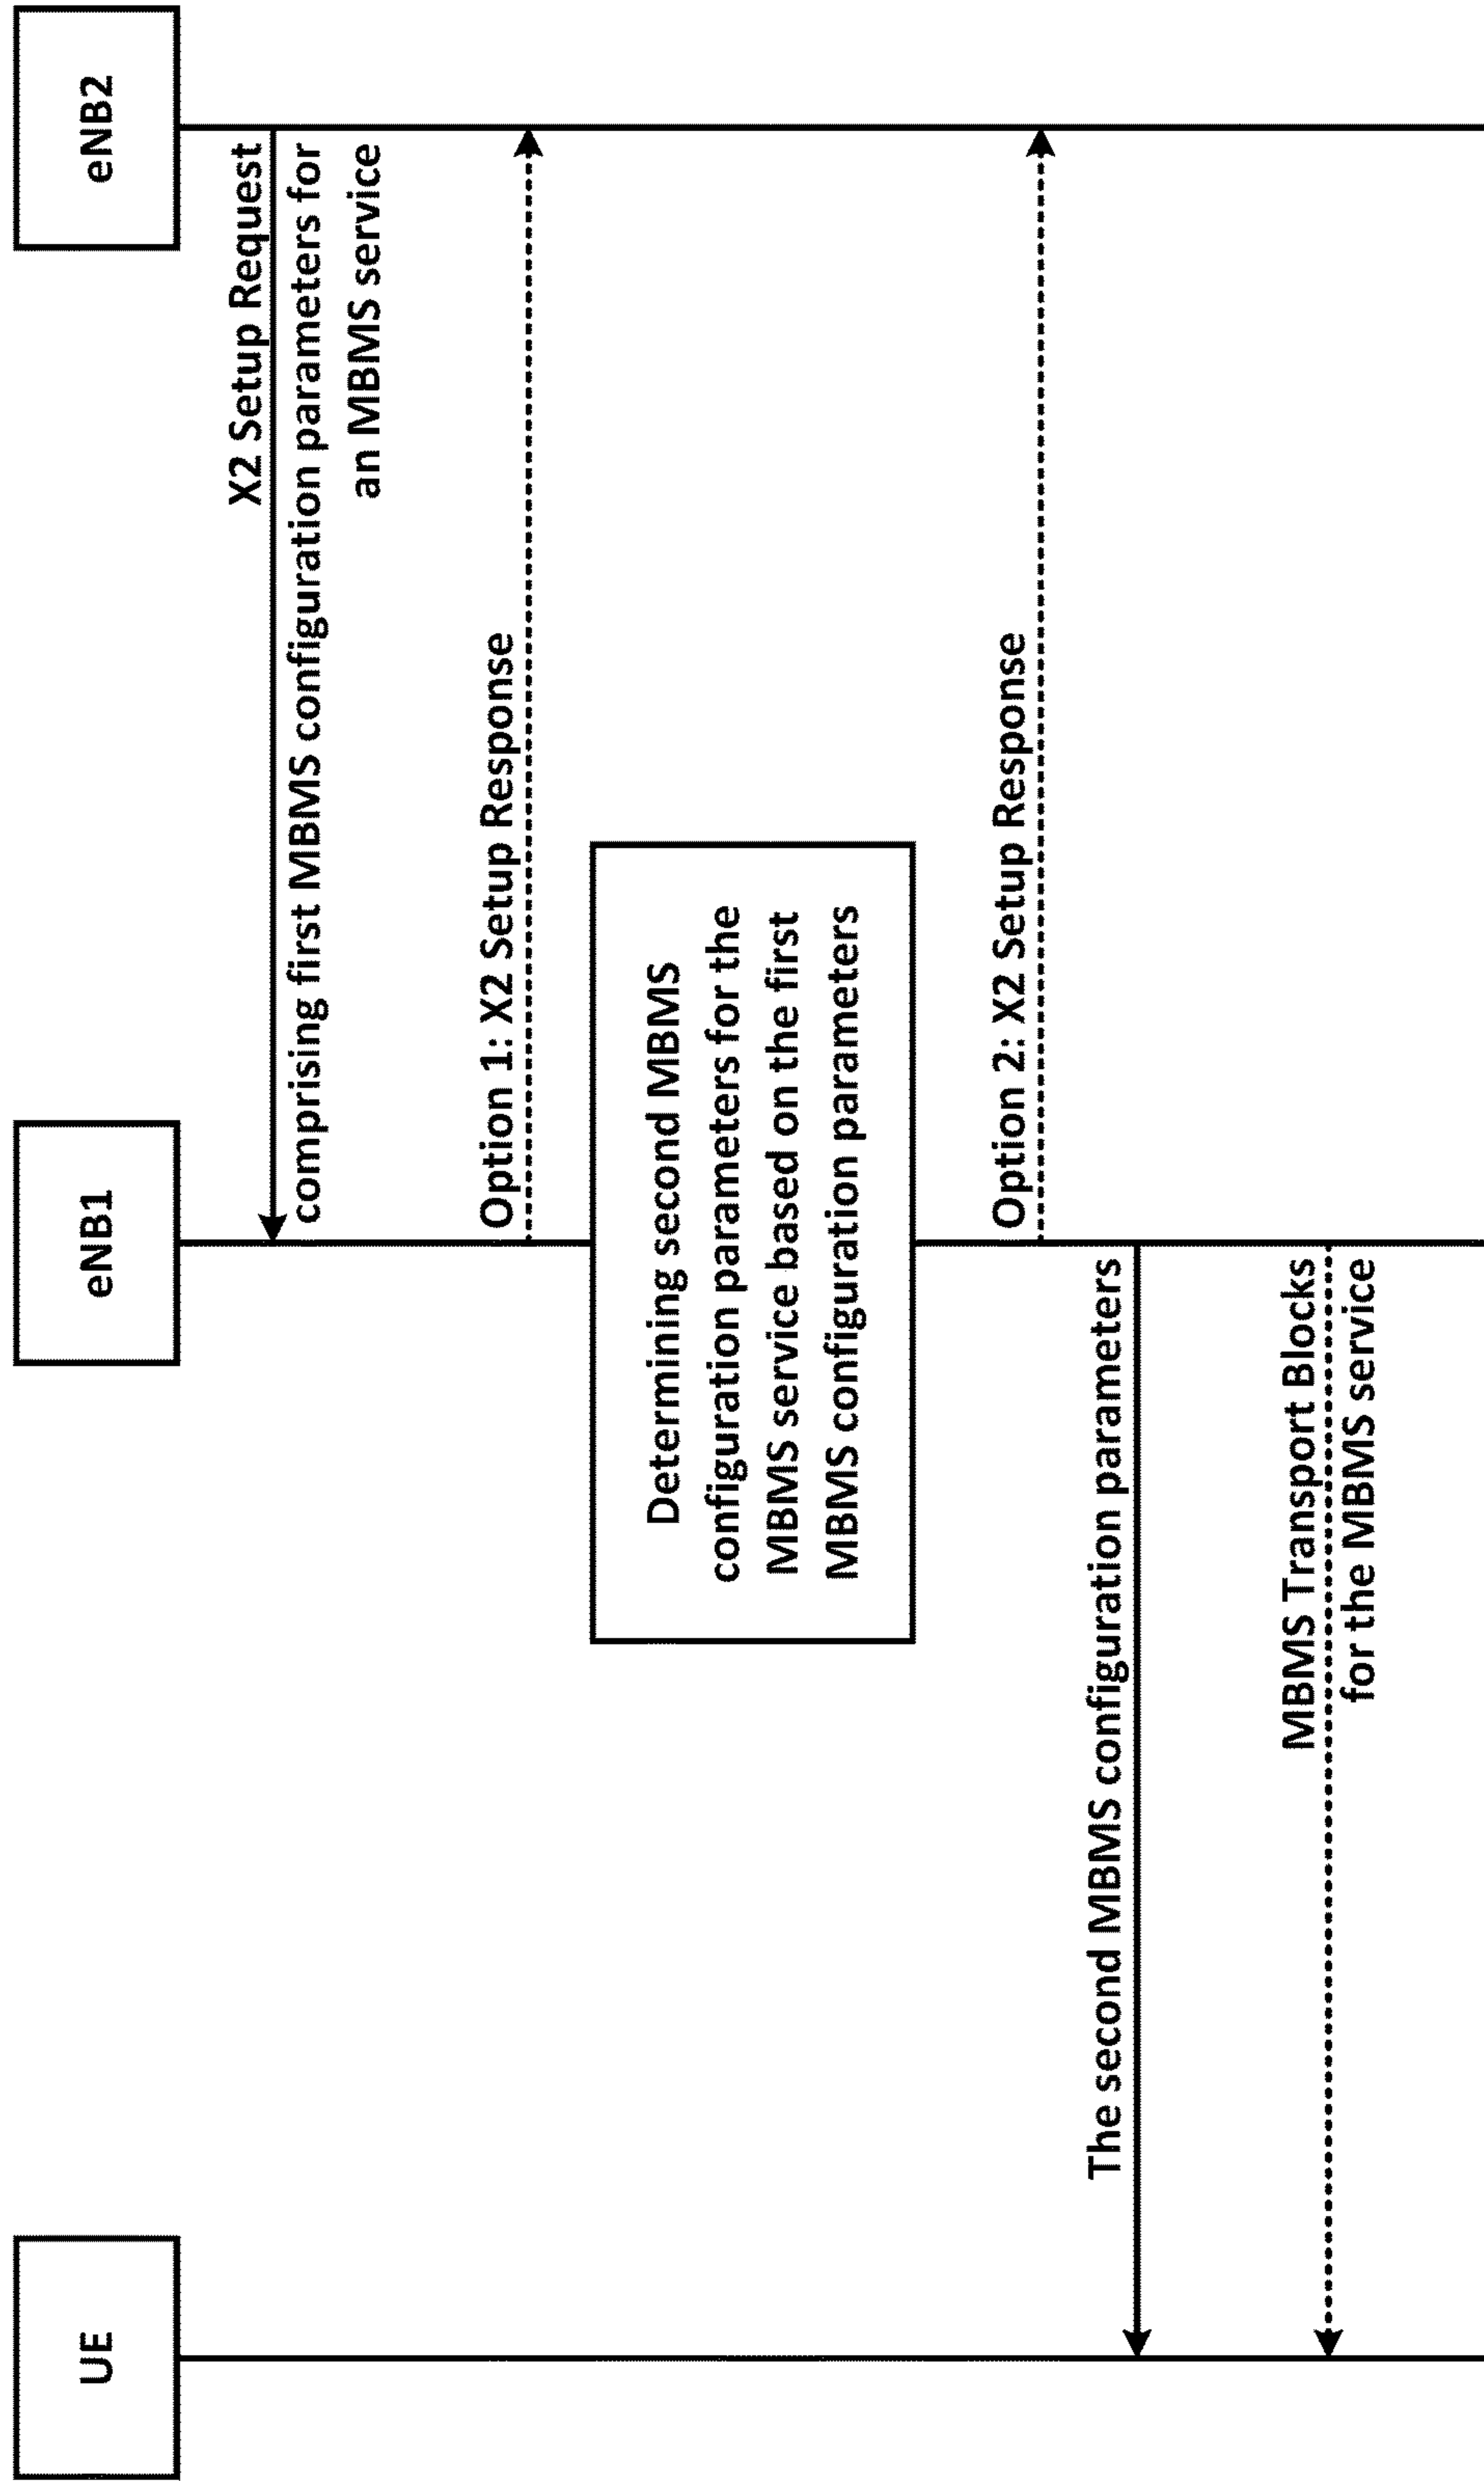 UE
eNB1
eNB2
X2 Setup Request
comprising first MBMS configuration parameters for
an MBMS service
Option 1: X2 Setup Response
Determining second MBMS
configuration parameters for the
MBMS service based on the first
MBMS configuration parameters
Option 2: X2 Setup Response
The second MBMS configuration parameters
MBMS Transport Blocks
for the MBMS service